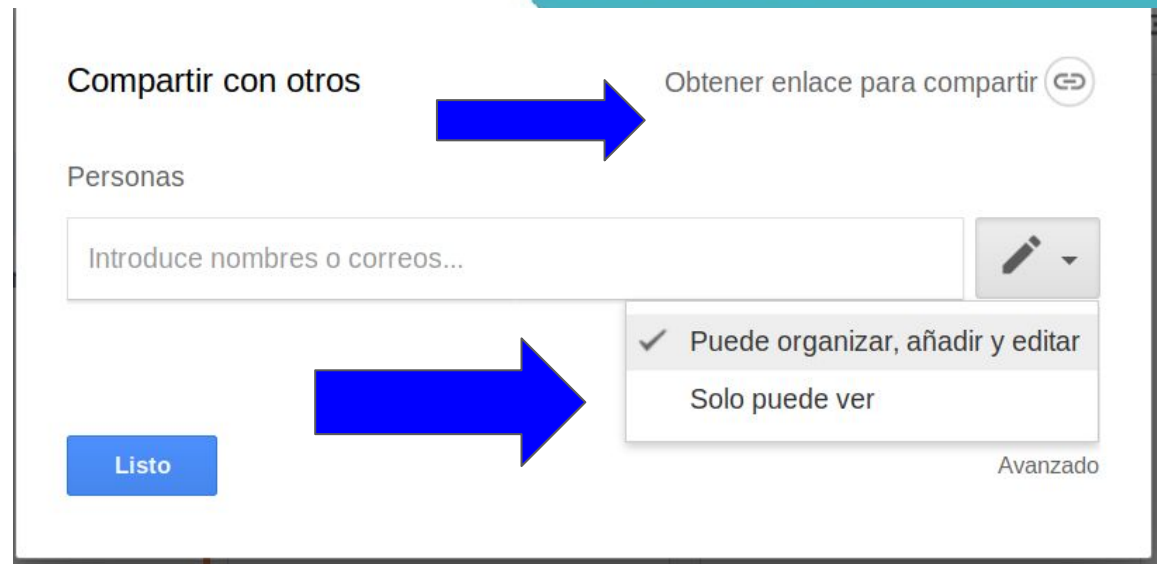 Compartir con otros
Obtener enlace para compartir
Personas
Introduce nombres o correos...
Puede organizar, añadir y editar
Solo puede ver
Listo
Avanzado